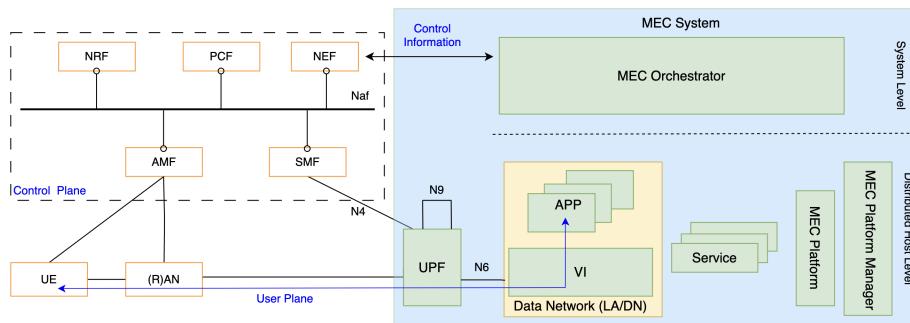 MEC System
Control
Information
NRF
PCF
NEF
MEC Orchestrator
System Level
Naf
AMF
SMF
Control Plane
N4
N9
APP
Service
MEC Platform
MEC Platform Manager
Distributed Host Level
UE
(R)AN
UPF
N6
VI
User Plane
Data Network (LA/DN)